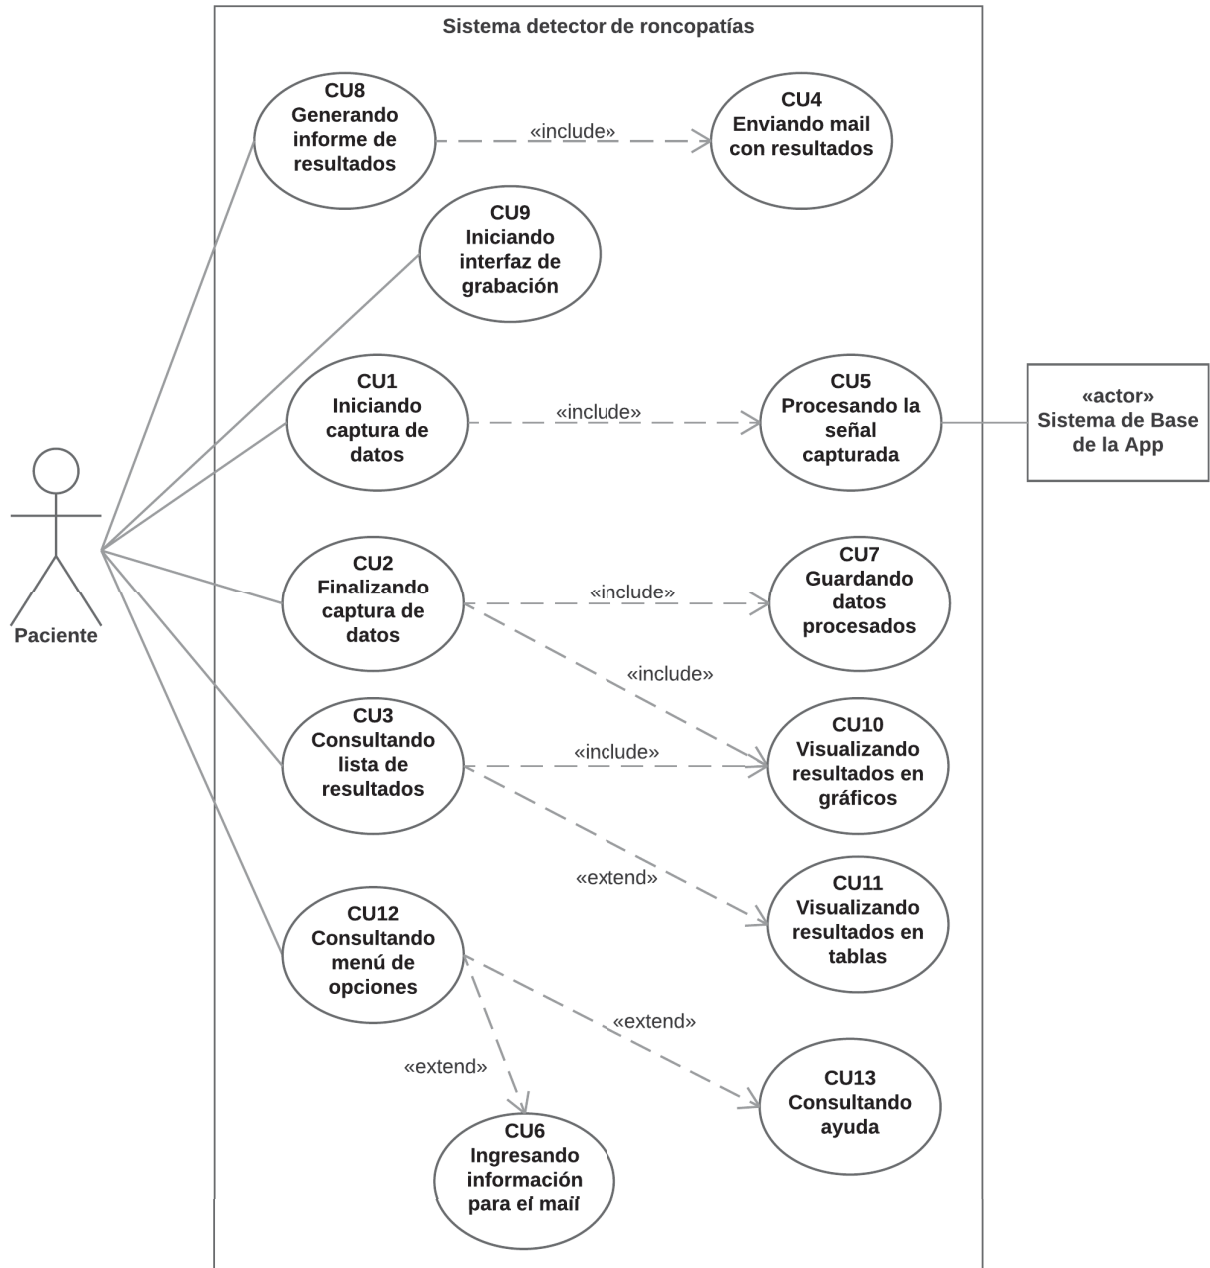 Sistema detector de roncopatías
CU8
Generando
informe de
resultados
«include»
CU4
Enviando mail
con resultados
CU9
Iniciando
interfaz de
grabación
CU1
Iniciando
captura de
datos
«include»
CU5
Procesando la
señal
capturada
«actor»
Sistema de Base
de la App
Paciente
CU2
Finalizando
captura de
datos
«include»
CU7
Guardando
datos
procesados
«include»
CU3
Consultando
lista de
resultados
«include»
CU10
Visualizando
resultados en
gráficos
«extend»
CU11
Visualizando
resultados en
tablas
CU12
Consultando
menú de
opciones
«extend»
«extend»
CU13
Consultando
ayuda
CU6
Ingresando
información
para el mail